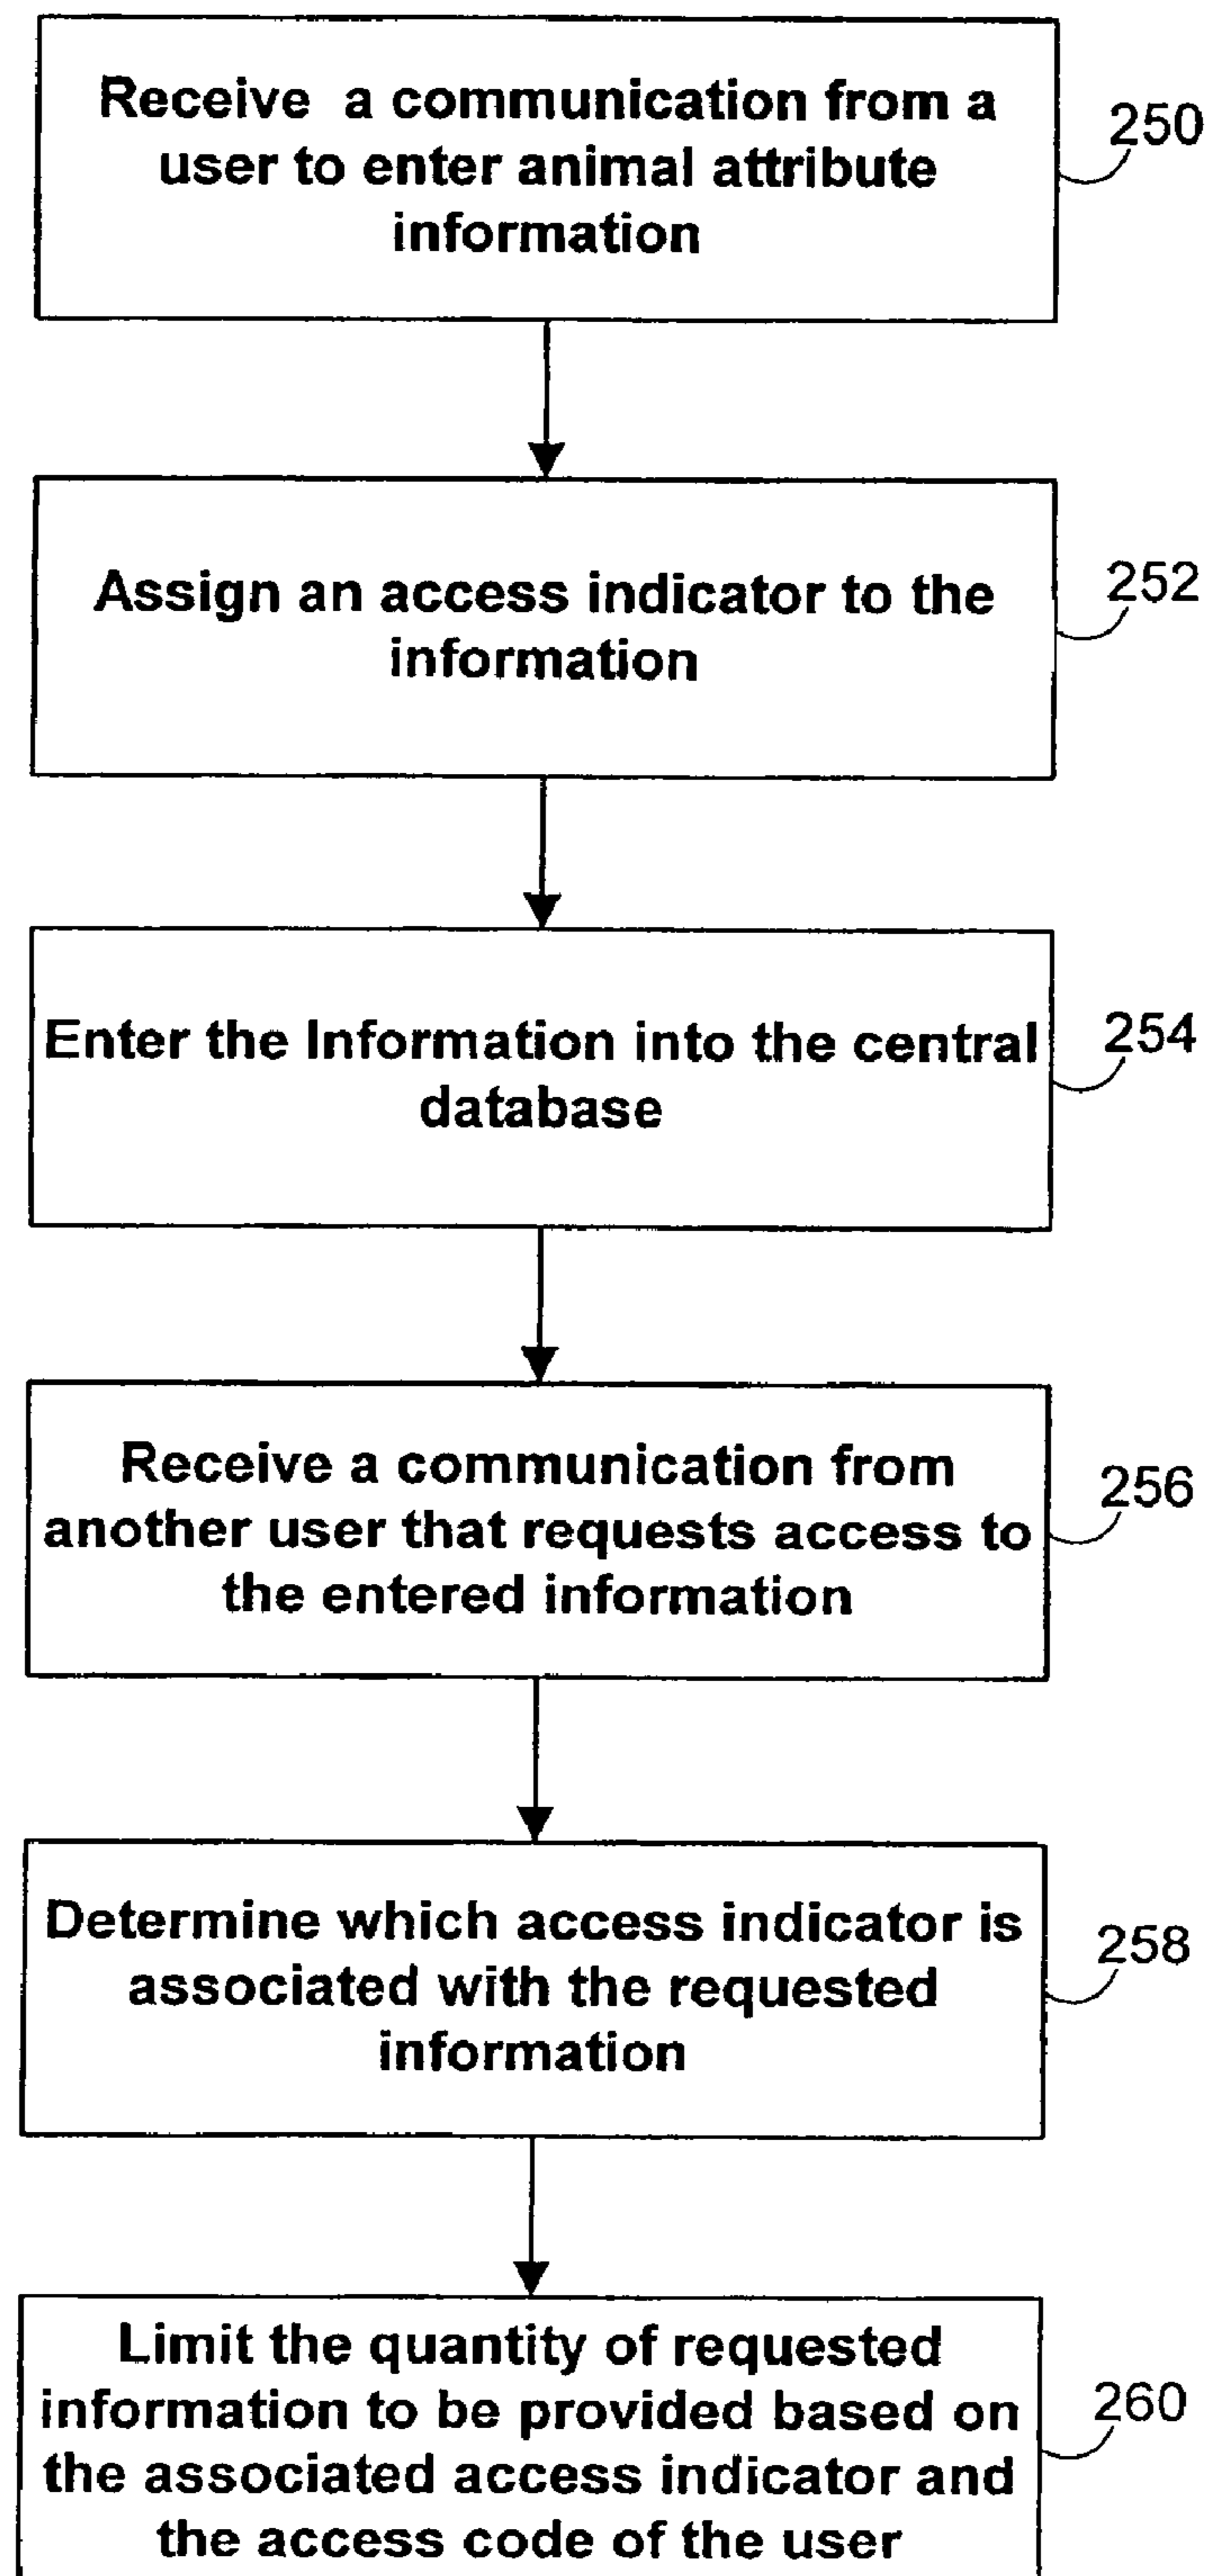 Receive a communication from a
user to enter animal attribute
information
250
Assign an access indicator to the
information
252
Enter the Information into the central
database
254
Receive a communication from
another user that requests access to
the entered information
256
Determine which access indicator is
associated with the requested
information
258
Limit the quantity of requested
information to be provided based on
the associated access indicator and
the access code of the user
260